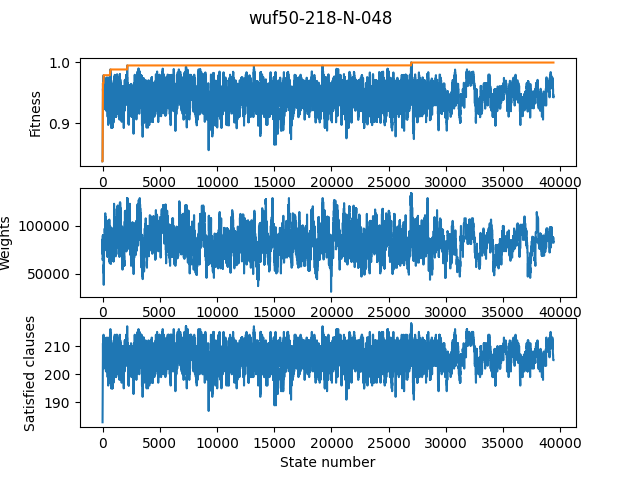 wuf50-218-N-048
1.0
0.9
Fitness
0 5000 10000 15000 20000 25000 30000 35000 40000
100000
50000
Weights
0 5000 10000 15000 20000 25000 30000 35000 40000
210
200
190
Satisfied clauses
0 5000 10000 15000 20000 25000 30000 35000 40000
State number